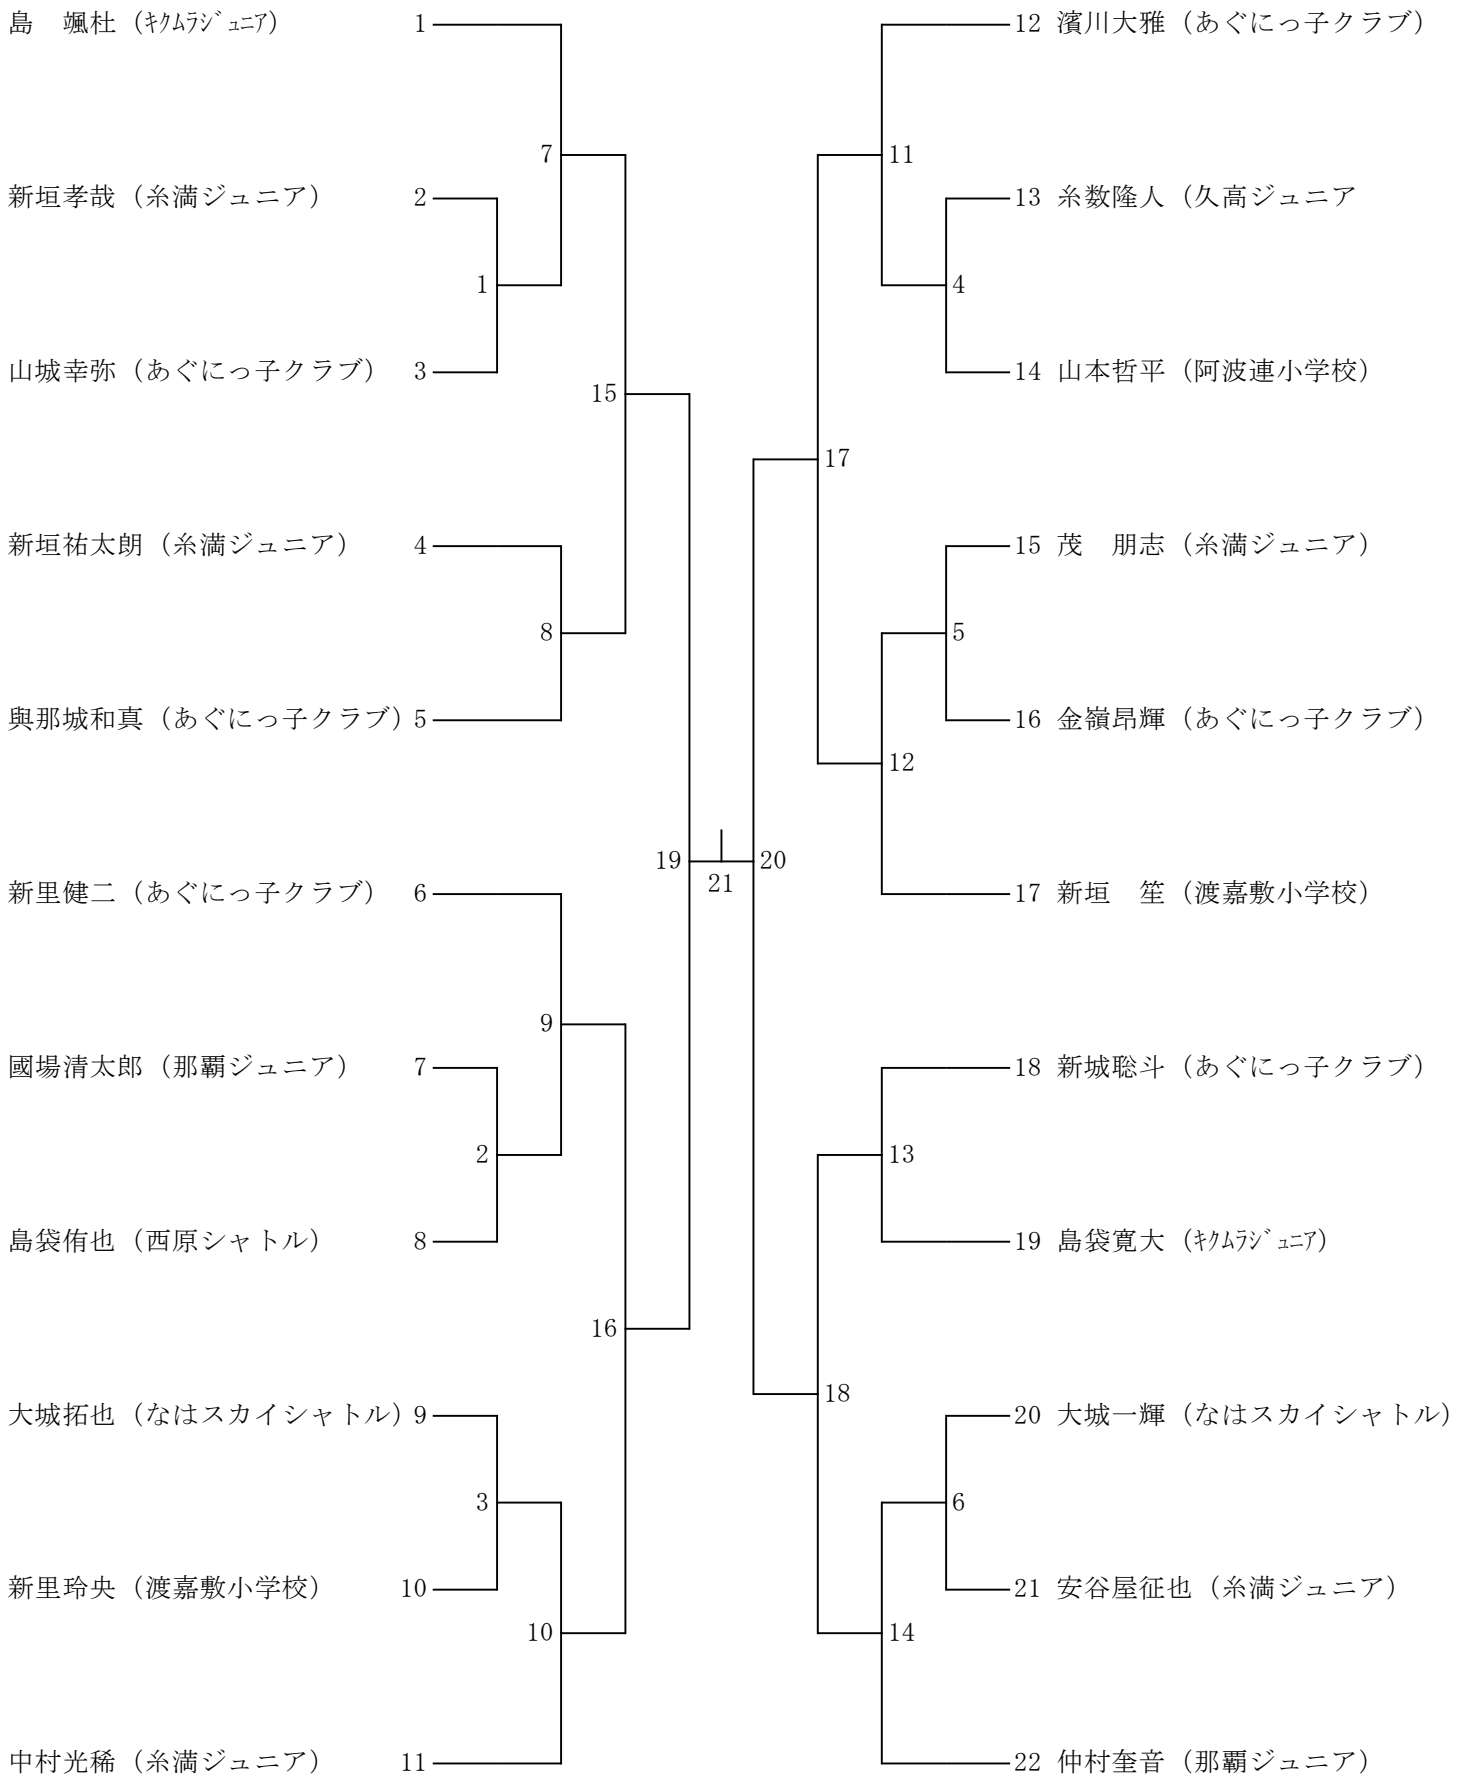 島　颯杜（ｷｸﾑﾗｼﾞｭﾆｱ） 1
7
新垣孝哉（糸満ジュニア） 2
1
山城幸弥（あぐにっ子クラブ） 3
15
新垣祐太朗（糸満ジュニア） 4
8
與那城和真（あぐにっ子クラブ） 5
19
21
新里健二（あぐにっ子クラブ） 6
9
國場清太郎（那覇ジュニア） 7
2
島袋侑也（西原シャトル） 8
16
大城拓也（なはスカイシャトル） 9
3
新里玲央（渡嘉敷小学校） 10
10
中村光稀（糸満ジュニア） 11
12 濱川大雅（あぐにっ子クラブ）
11
13 糸数隆人（久高ジュニア
4
14 山本哲平（阿波連小学校）
17
15 茂　朋志（糸満ジュニア）
5
16 金嶺昂輝（あぐにっ子クラブ）
12
20
17 新垣　笙（渡嘉敷小学校）
18 新城聡斗（あぐにっ子クラブ）
13
19 島袋寛大（ｷｸﾑﾗｼﾞｭﾆｱ）
18
20 大城一輝（なはスカイシャトル）
6
21 安谷屋征也（糸満ジュニア）
14
22 仲村奎音（那覇ジュニア）